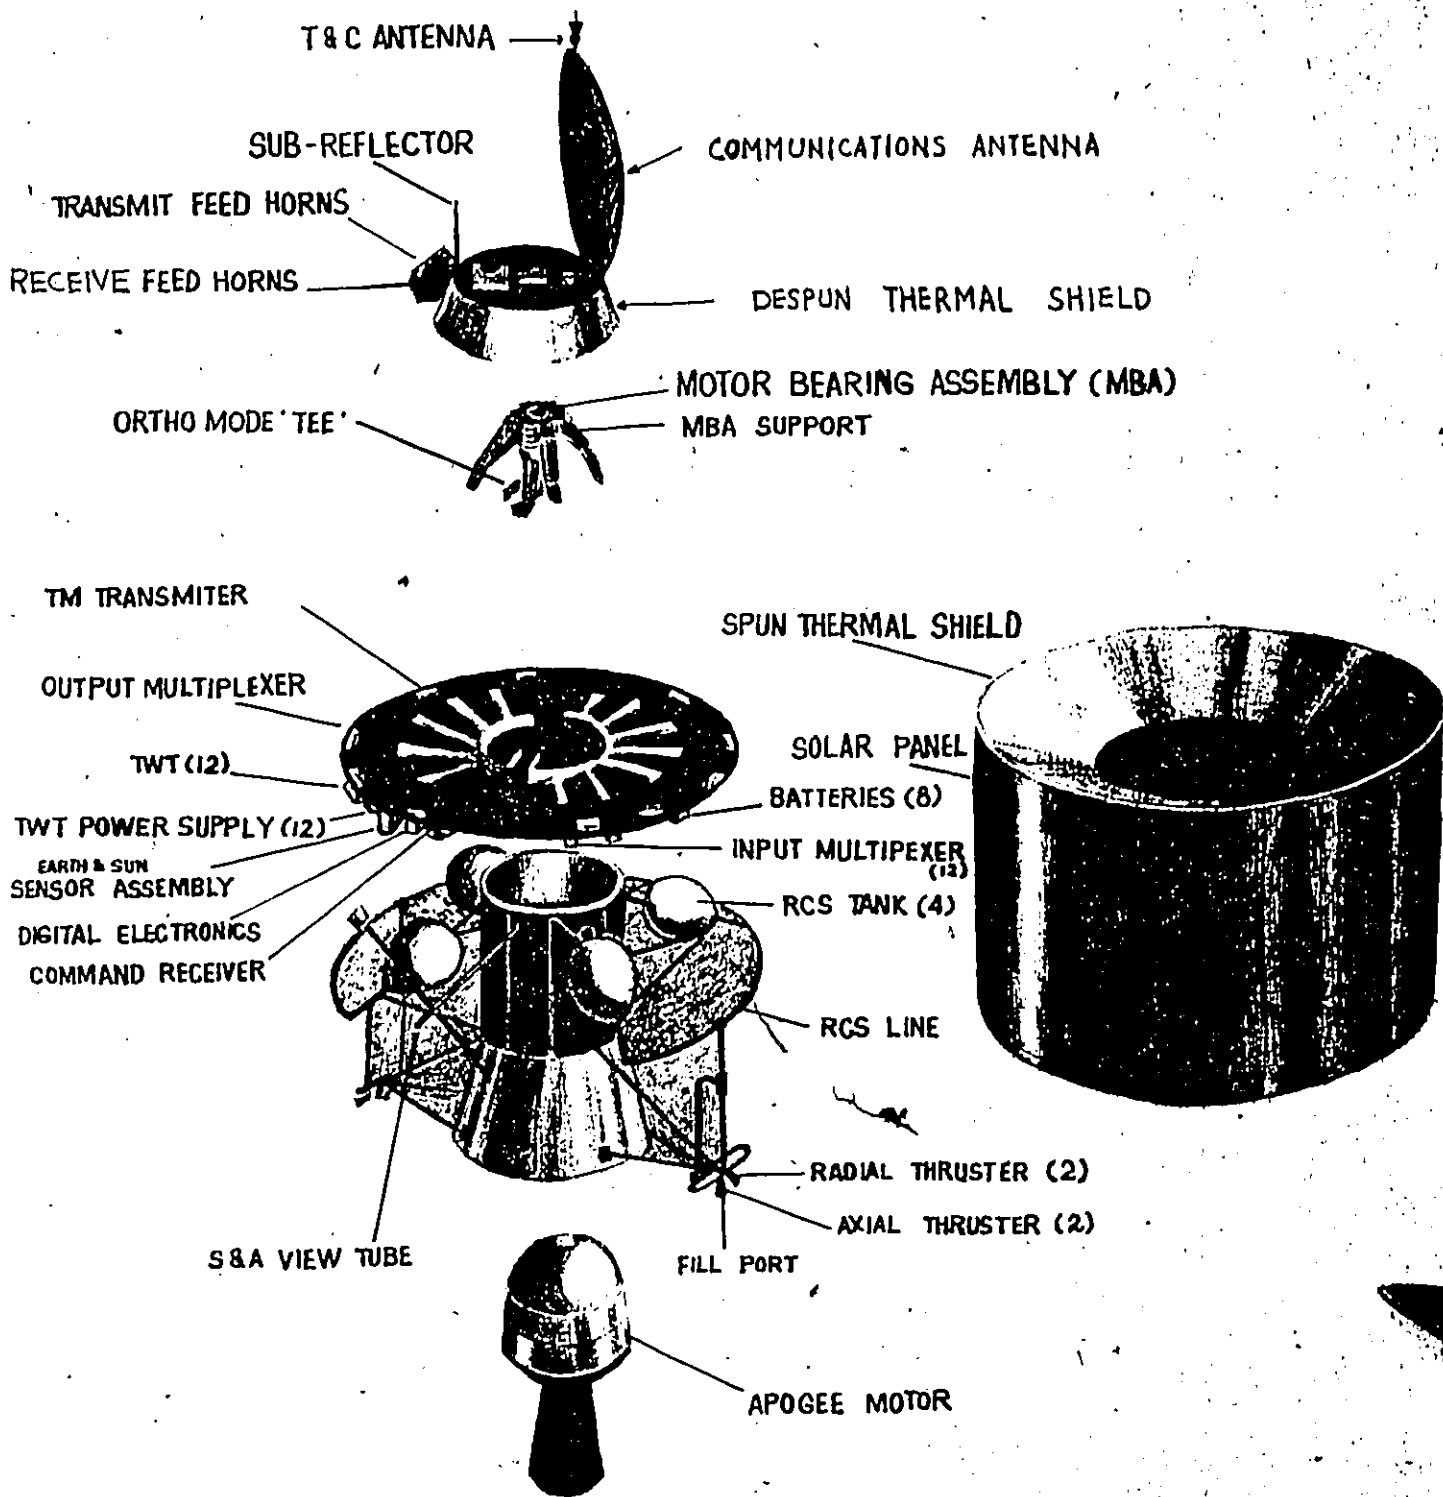 T & C ANTENNA
SUB-REFLECTOR
COMMUNICATIONS ANTENNA
TRANSMIT FEED HORNS
RECEIVE FEED HORNS
DESPUN THERMAL SHIELD
MOTOR BEARING ASSEMBLY (MBA)
ORTHO MODE 'TEE'
MBA SUPPORT
TM TRANSMITER
SPUN THERMAL SHIELD
OUTPUT MULTIPLEXER
SOLAR PANEL
TWT (12)
BATTERIES (8)
TWT POWER SUPPLY (12)
INPUT MULTIPEXER
(12)
EARTH & SUN
SENSOR ASSEMBLY
RCS TANK (4)
DIGITAL ELECTRONICS
COMMAND RECEIVER
RCS LINE
RADIAL THRUSTER (2)
AXIAL THRUSTER (2)
S&A VIEW TUBE
FILL PORT
APOGEE MOTOR